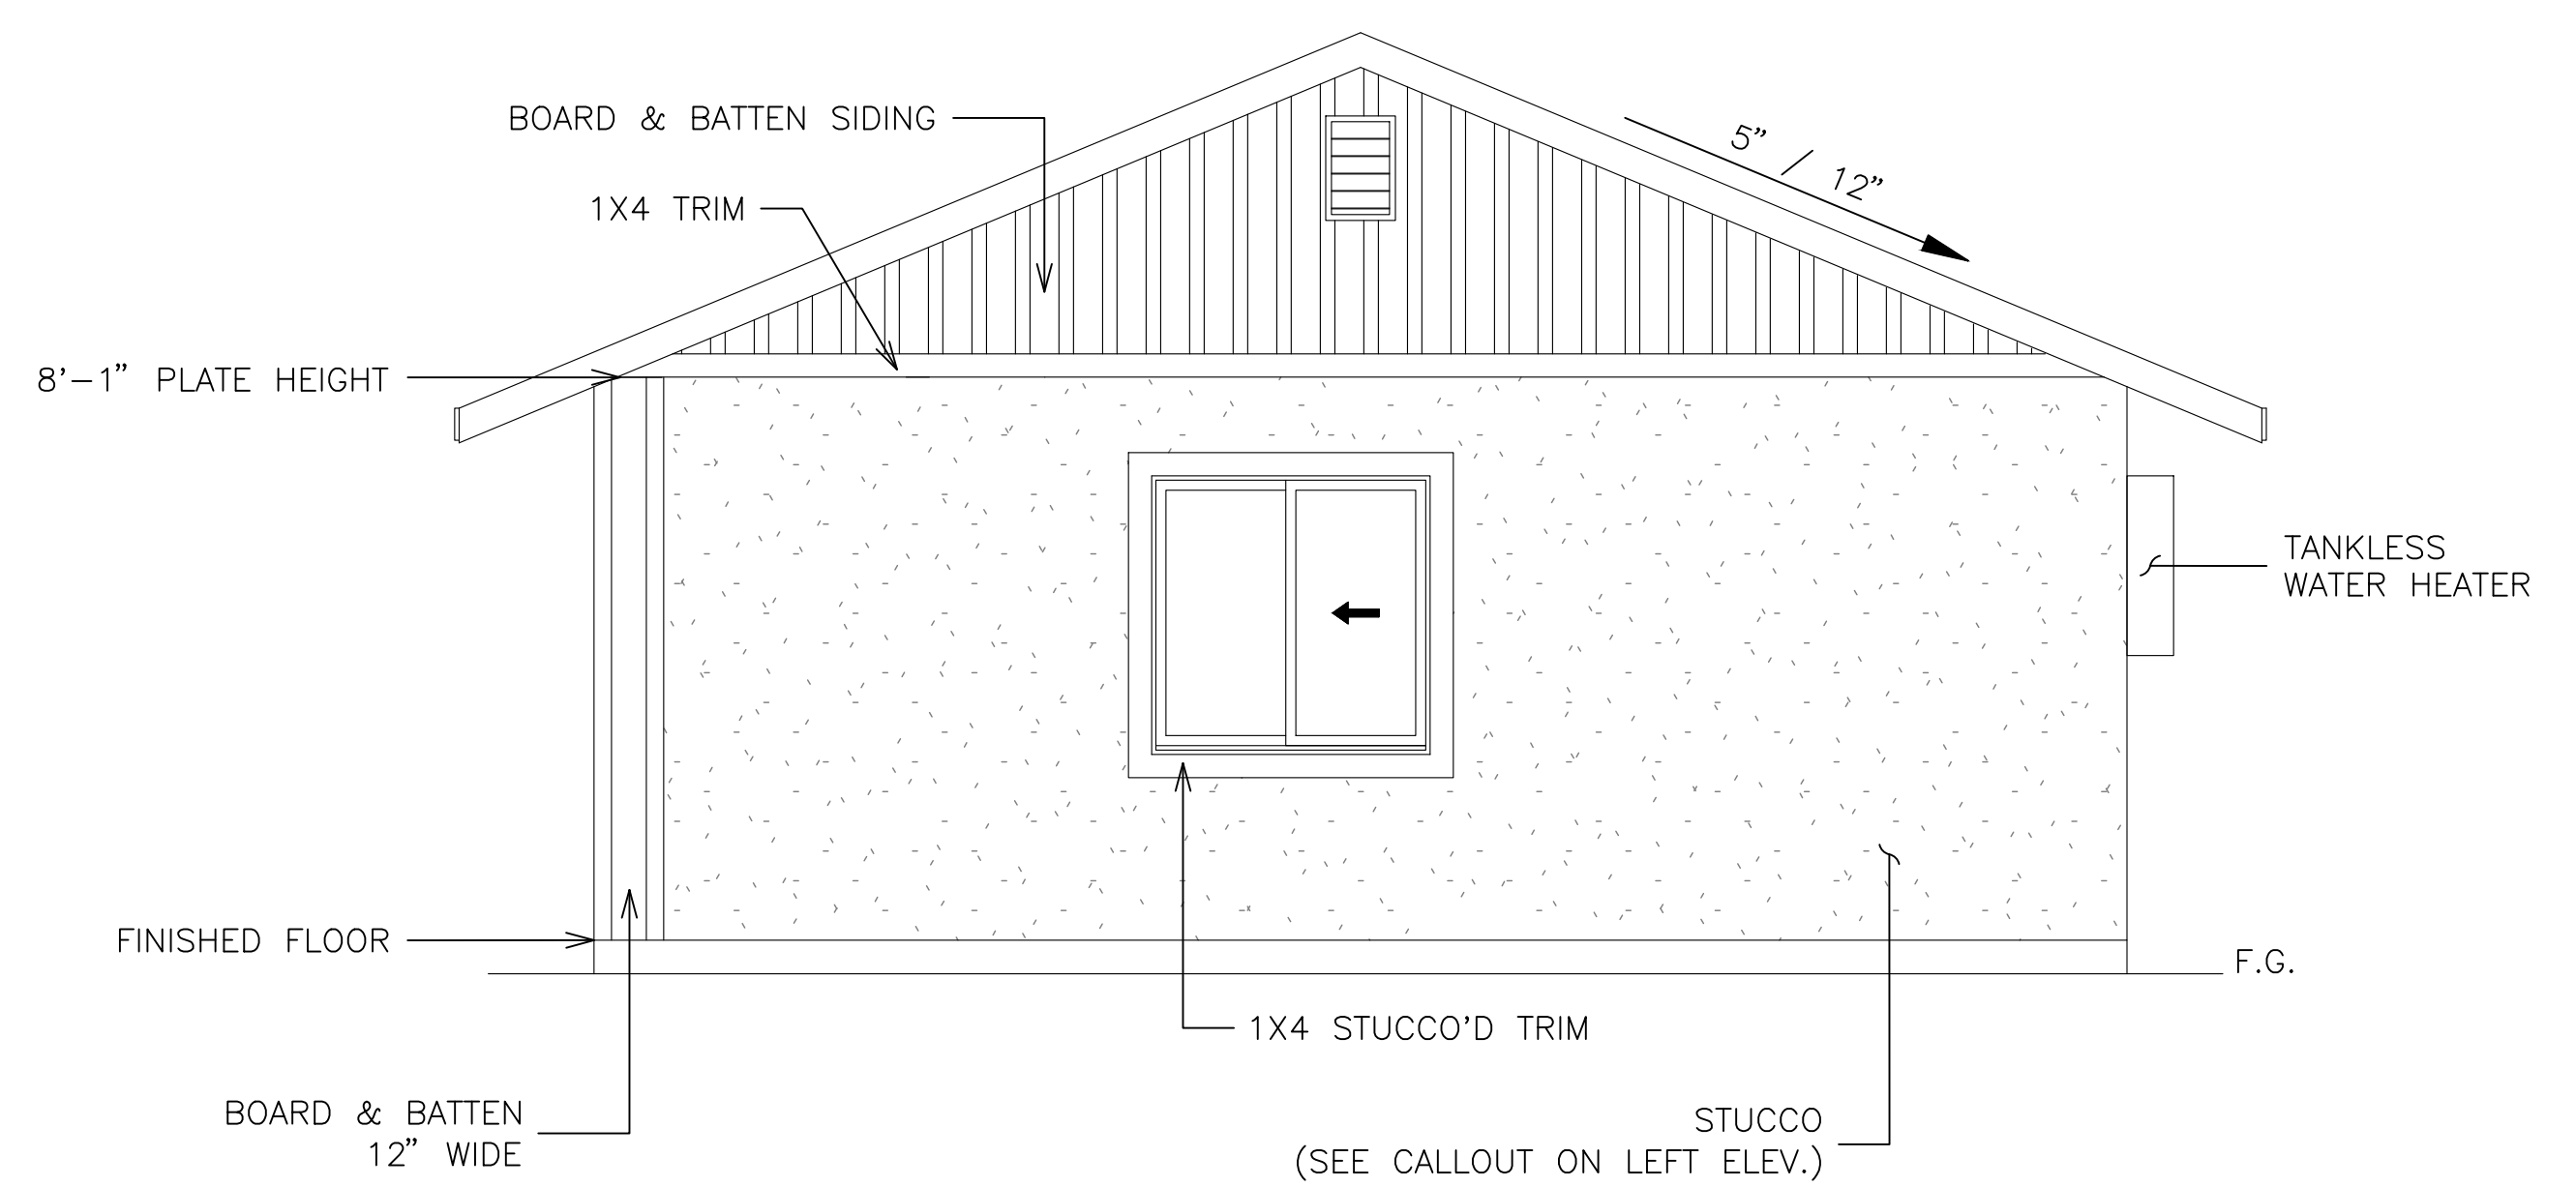 BOARD & BATTEN SIDING
5” / 12”
1X4 TRIM
8’-1” PLATE HEIGHT
TANKLESS
WATER HEATER
FINISHED FLOOR
F.G.
1X4 STUCCO’D TRIM
BOARD & BATTEN
12” WIDE
STUCCO
(SEE CALLOUT ON LEFT ELEV.)